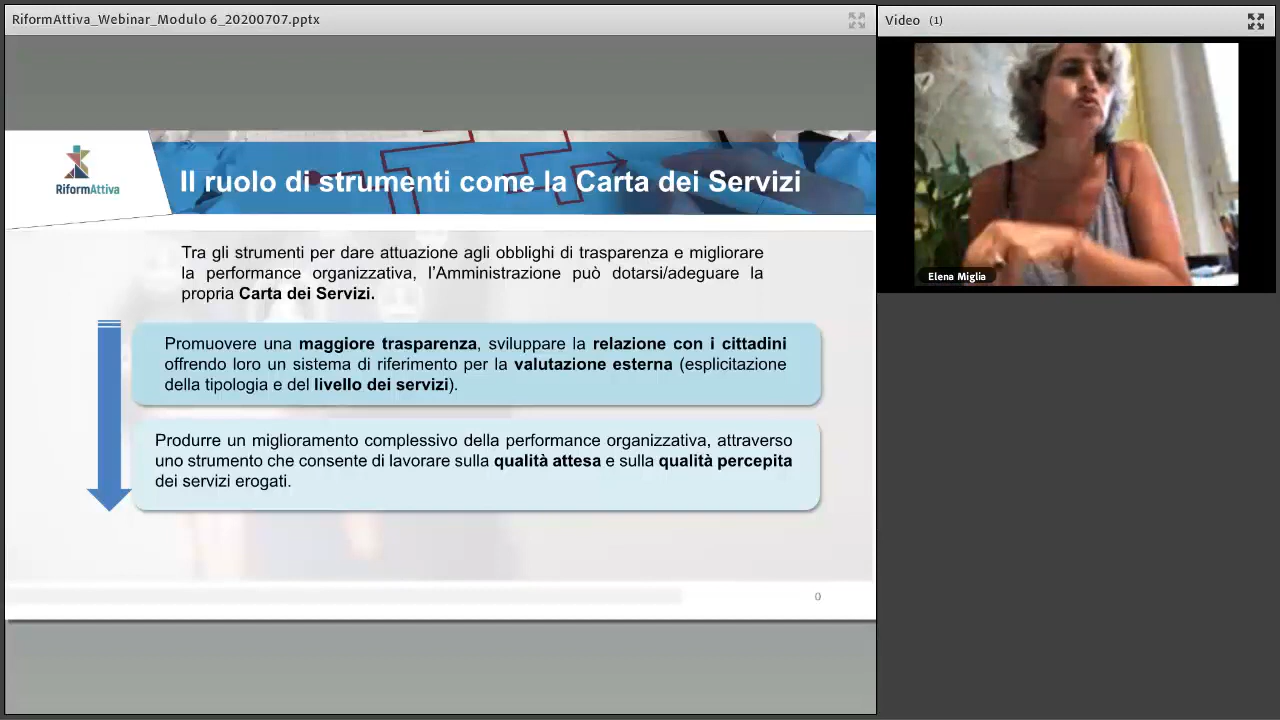 RiformAttiva_Webinar_Modulo 6_20200707.pptx
Video (1)
RiformAttiva
Il ruolo di strumenti come la Carta dei Servizi
Tra gli strumenti per dare attuazione agli obblighi di trasparenza e migliorare
la performance organizzativa, l’Amministrazione può dotarsi/adeguare la
propria Carta dei Servizi.
Promuovere una maggiore trasparenza, sviluppare la relazione con i cittadini
offrendo loro un sistema di riferimento per la valutazione esterna (esplicitazione
della tipologia e del livello dei servizi).
Produrre un miglioramento complessivo della performance organizzativa, attraverso
uno strumento che consente di lavorare sulla qualità attesa e sulla qualità percepita
dei servizi erogati.
0
Elena Miglia